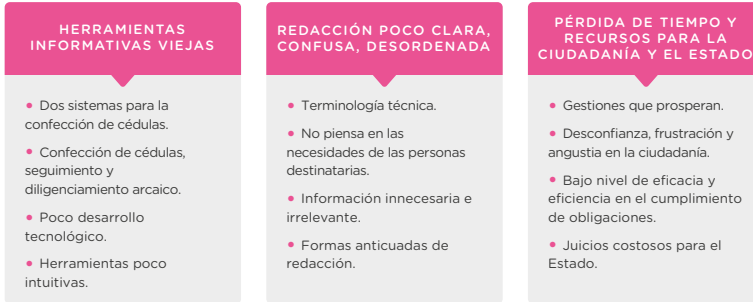 HERRAMIENTAS
INFORMATIVAS VIEJAS
• Dos sistemas para la
confección de cédulas.
• Confección de cédulas,
seguimiento y
diligenciamiento arcaico.
• Poco desarrollo
tecnológico.
• Herramientas poco
intuitivas.
REDACCIÓN POCO CLARA,
CONFUSA, DESORDENADA
• Terminología técnica.
• No piensa en las
necesidades de las personas
destinatarias.
• Información innecesaria e
irrelevante.
• Formas anticuadas de
redacción.
PÉRDIDA DE TIEMPO Y
RECURSOS PARA LA
CIUDADANÍA Y EL ESTADO
• Gestiones que prosperan.
• Desconfianza, frustración y
angustia en la ciudadanía.
• Bajo nivel de eficacia y
eficiencia en el cumplimiento
de obligaciones.
• Juicios costosos para el
Estado.